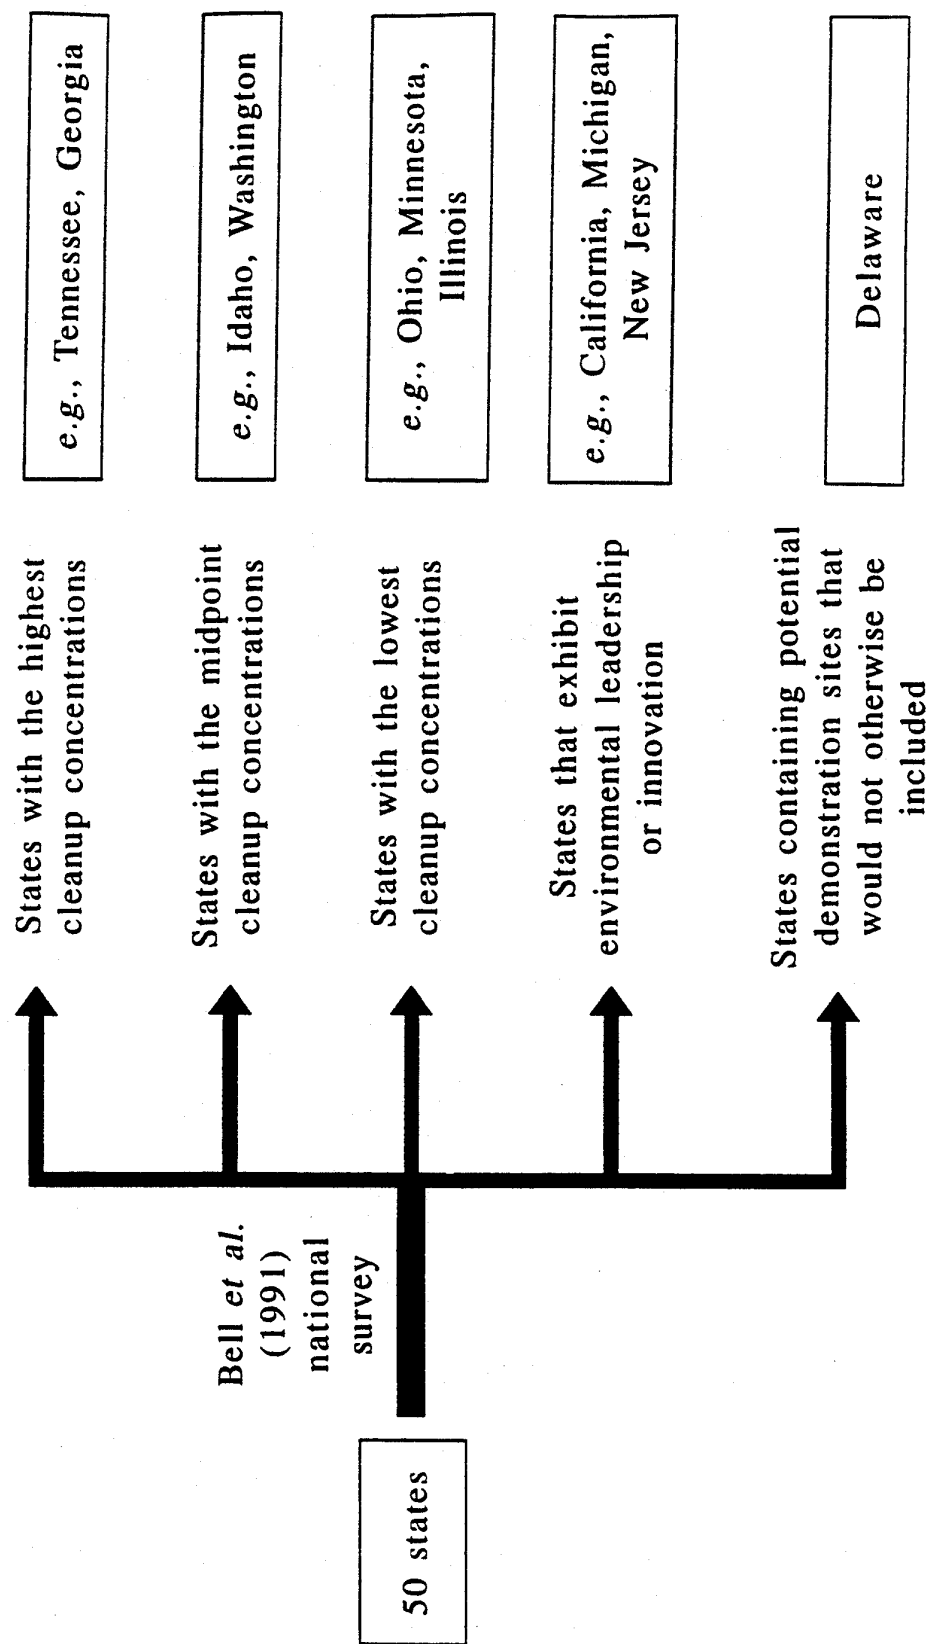 50 states
Bell et al.
(1991)
national
survey
States with the highest
cleanup concentrations
e.g., Tennessee, Georgia
States with the midpoint
cleanup concentrations
e.g., Idaho, Washington
States with the lowest
cleanup concentrations
e.g., Ohio, Minnesota,
Illinois
States that exhibit
environmental leadership
or innovation
e.g., California, Michigan,
New Jersey
States containing potential
demonstration sites that
would not otherwise be
included
Delaware